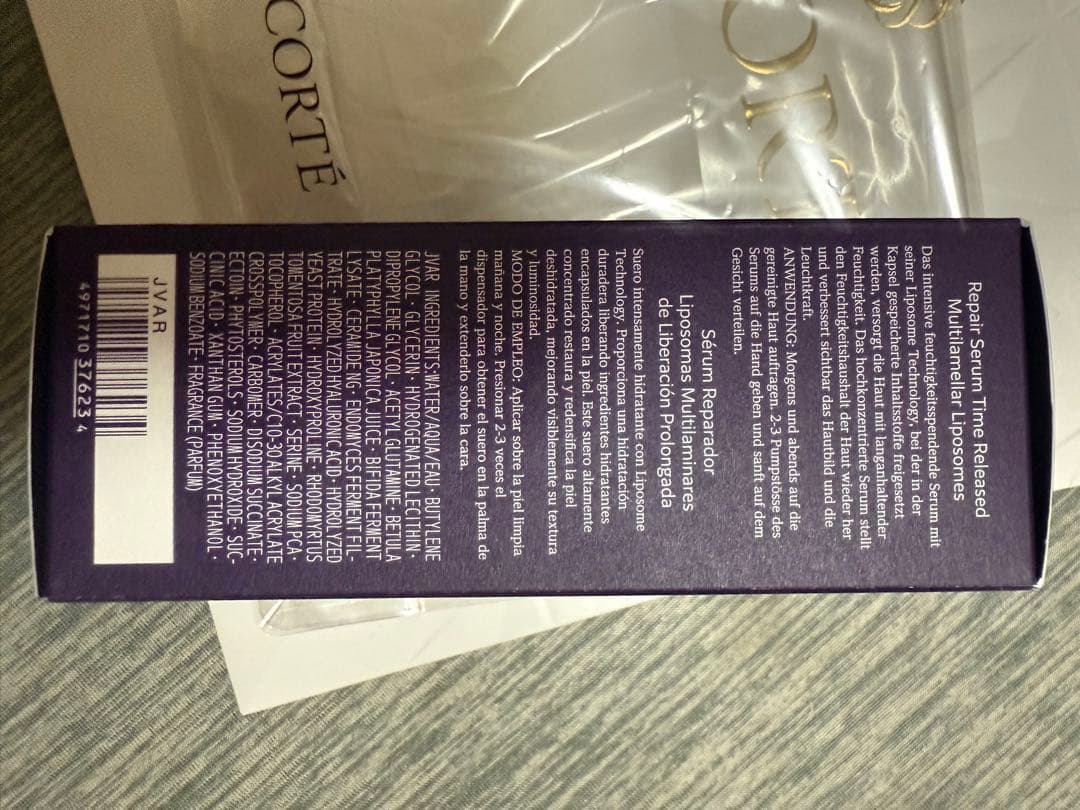 CORTÉ
OR
Repair Serum Time Released
Multilamellar Liposomes
Das intensive feuchtigkeitsspendende Serum mit
seiner Liposome Technology, bei der in der
Kapsel gespeicherte Inhaltsstoffe freigesetzt
werden, versorgt die Haut mit langanhaltender
Feuchtigkeit. Das hochkonzentrierte Serum stellt
den Feuchtigkeitshaushalt der Haut wieder her
und verbessert sichtbar das Hautbild und die
Leuchtkraft.
ANWENDUNG: Morgens und abends auf die
gereinigte Haut auftragen. 2-3 Pumpstösse des
Serums auf die Hand geben und sanft auf dem
Gesicht verteilen.
Sérum Reparador
Liposomas Multilaminares
de Liberación Prolongada
Suero intensamente hidratante con Liposome
Technology. Proporciona una hidratación
duradera liberando ingredientes hidratantes
encapsulados en la piel. Este suero altamente
concentrado restaura y redensifica la piel
deshidratada, mejorando visiblemente su textura
y luminosidad.
MODO DE EMPLEO: Aplicar sobre la piel limpia
mañana y noche. Presionar 2-3 veces el
dispensador para obtener el suero en la palma de
la mano y extenderlo sobre la cara.
JVAR INGREDIENTS:WATER/AQUA/EAU · BUTYLENE
GLYCOL · GLYCERIN · HYDROGENATED LECITHIN ·
DIPROPYLENE GLYCOL · ACETYL GLUTAMINE · BETULA
PLATYPHYLLA JAPONICA JUICE · BIFIDA FERMENT
LYSATE · CERAMIDE NG · ENDOMYCES FERMENT FIL-
TRATE · HYDROLYZED HYALURONIC ACID · HYDROLYZED
YEAST PROTEIN · HYDROXYPROLINE · RHODOMYRTUS
TOMENTOSA FRUIT EXTRACT · SERINE · SODIUM PCA ·
TOCOPHEROL · ACRYLATES/C10-30 ALKYL ACRYLATE
CROSSPOLYMER · CARBOMER · DISODIUM SUCCINATE ·
ECTOIN · PHYTOSTEROLS · SODIUM HYDROXIDE · SUC-
CINIC ACID · XANTHAN GUM · PHENOXYETHANOL ·
SODIUM BENZOATE · FRAGRANCE (PARFUM)
JVAR
4 971710 376234